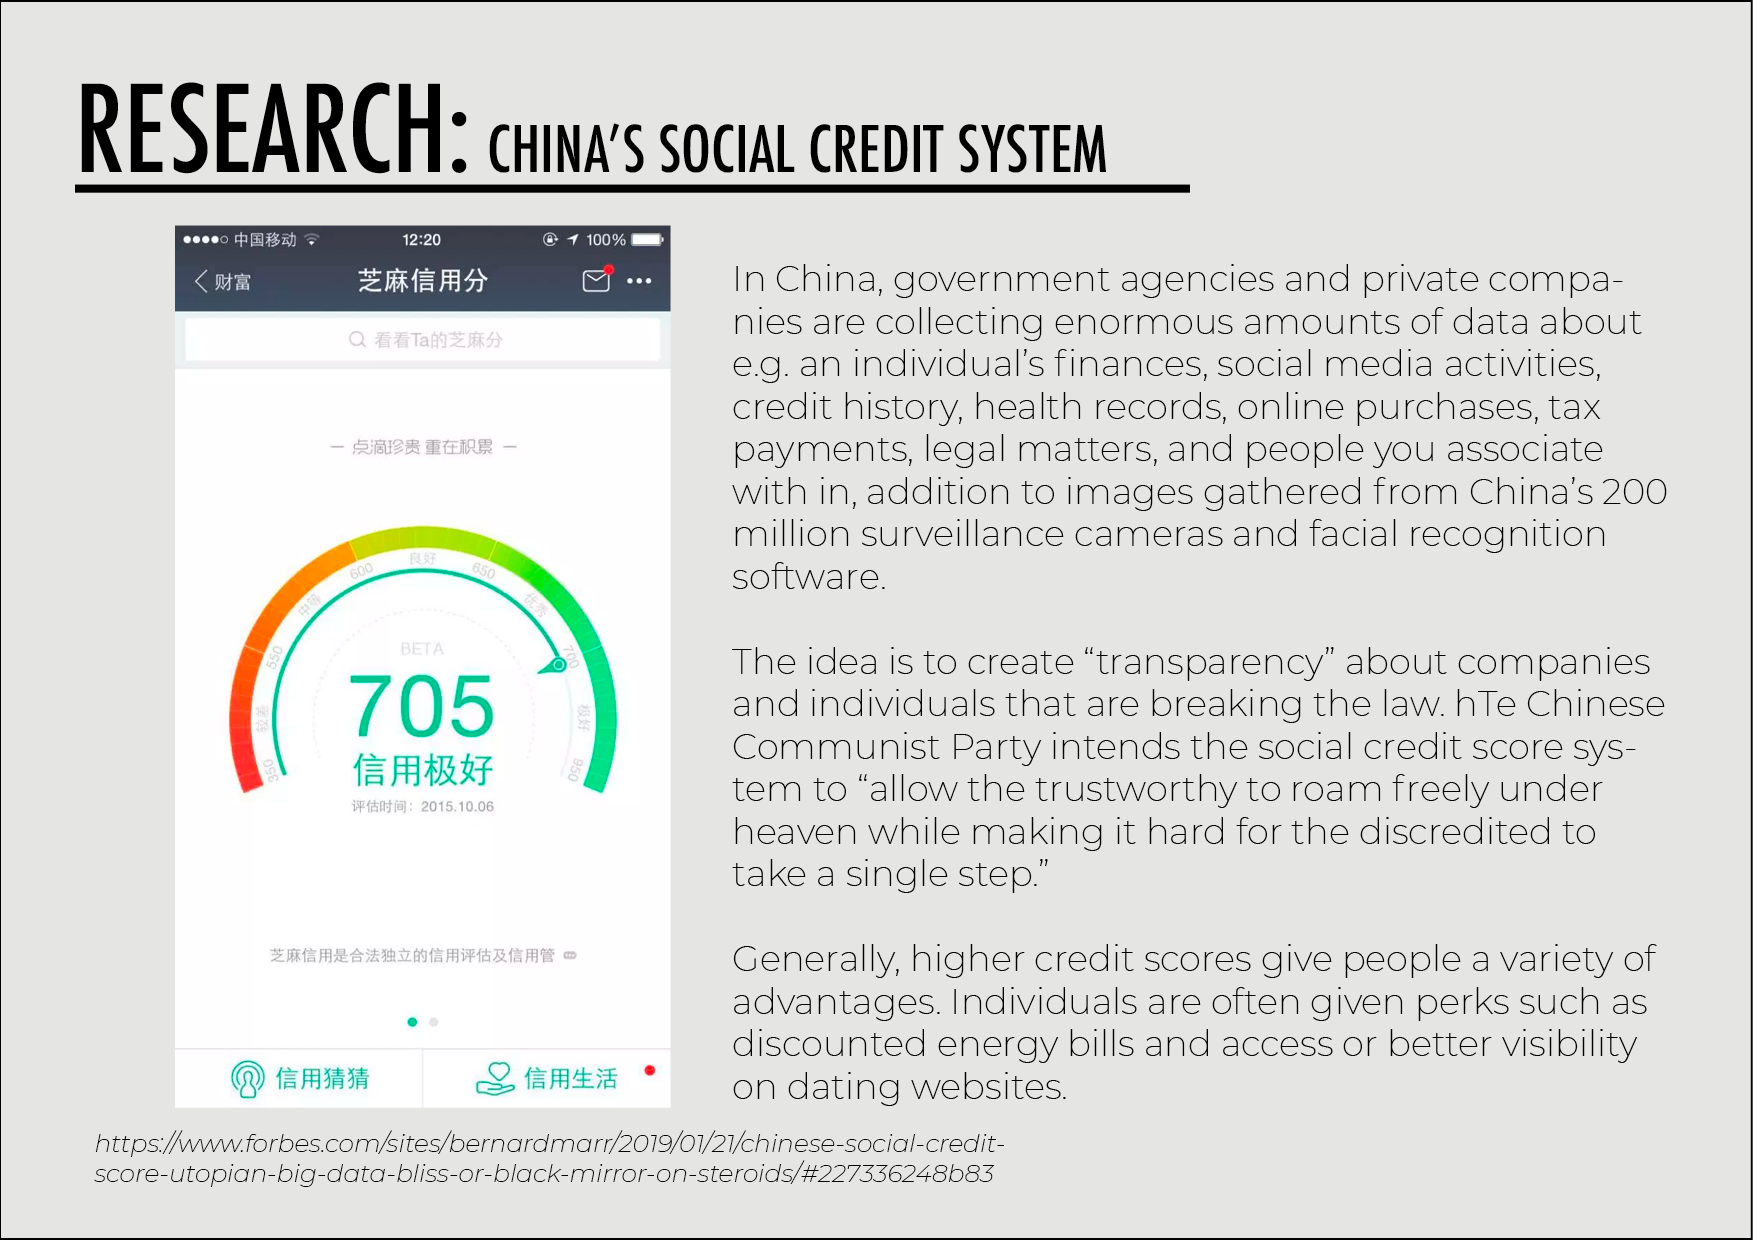 RESEARCH: CHINA'S SOCIAL CREDIT SYSTEM
中国移动 12:20 100%
财富 芝麻信用分
看看Ta的芝麻分
— 点滴珍贵 重在积累 —
350 较差 550 中等 600 良好 650 优秀 700 极好 950
BETA
705
信用极好
评估时间：2015.10.06
芝麻信用是合法独立的信用评估及信用管
信用猜猜 信用生活
In China, government agencies and private compa-
nies are collecting enormous amounts of data about
e.g. an individual's finances, social media activities,
credit history, health records, online purchases, tax
payments, legal matters, and people you associate
with in, addition to images gathered from China's 200
million surveillance cameras and facial recognition
software.
The idea is to create “transparency” about companies
and individuals that are breaking the law. hTe Chinese
Communist Party intends the social credit score sys-
tem to “allow the trustworthy to roam freely under
heaven while making it hard for the discredited to
take a single step.”
Generally, higher credit scores give people a variety of
advantages. Individuals are often given perks such as
discounted energy bills and access or better visibility
on dating websites.
https://www.forbes.com/sites/bernardmarr/2019/01/21/chinese-social-credit-
score-utopian-big-data-bliss-or-black-mirror-on-steroids/#227336248b83